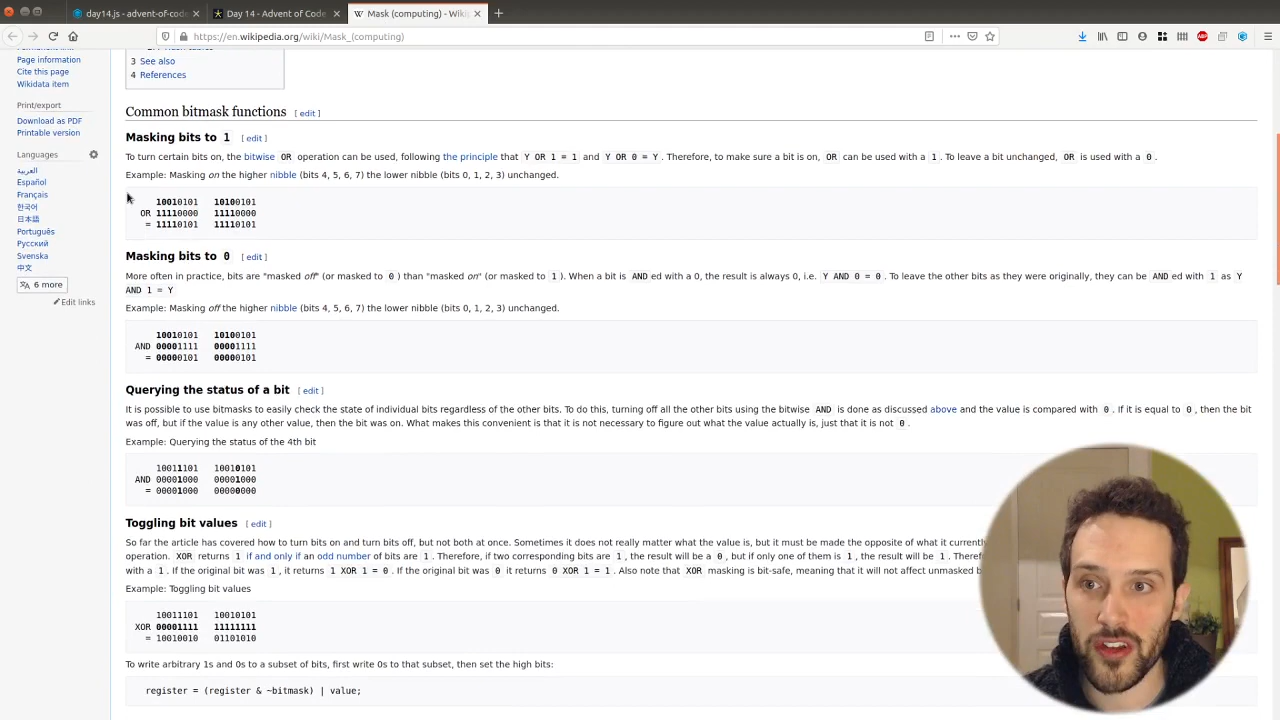 day14.js - advent-of-code
Day 14 - Advent of Code
Mask (computing) - Wiki
https://en.wikipedia.org/wiki/Mask_(computing)
ABP
3 See also
4 References
Page information
Cite this page
Wikidata item
Print/export
Download as PDF
Printable version
Languages
العربية
Español
Français
한국어
日本語
Português
Русский
Svenska
中文
6 more
Edit links
Common bitmask functions [ edit ]
Masking bits to 1 [ edit ]
To turn certain bits on, the bitwise OR operation can be used, following the principle that Y OR 1 = 1 and Y OR 0 = Y. Therefore, to make sure a bit is on, OR can be used with a 1. To leave a bit unchanged, OR is used with a 0.
Example: Masking on the higher nibble (bits 4, 5, 6, 7) the lower nibble (bits 0, 1, 2, 3) unchanged.
10010101 10100101
OR 11110000 11110000
= 11110101 11110101
Masking bits to 0 [ edit ]
More often in practice, bits are "masked off" (or masked to 0) than "masked on" (or masked to 1). When a bit is ANDed with a 0, the result is always 0, i.e. Y AND 0 = 0. To leave the other bits as they were originally, they can be ANDed with 1 as Y
AND 1 = Y
Example: Masking off the higher nibble (bits 4, 5, 6, 7) the lower nibble (bits 0, 1, 2, 3) unchanged.
10010101 10100101
AND 00001111 00001111
= 00000101 00000101
Querying the status of a bit [ edit ]
It is possible to use bitmasks to easily check the state of individual bits regardless of the other bits. To do this, turning off all the other bits using the bitwise AND is done as discussed above and the value is compared with 0. If it is equal to 0, then the bit
was off, but if the value is any other value, then the bit was on. What makes this convenient is that it is not necessary to figure out what the value actually is, just that it is not 0.
Example: Querying the status of the 4th bit
10011101 10010101
AND 00001000 00001000
= 00001000 00000000
Toggling bit values [ edit ]
So far the article has covered how to turn bits on and turn bits off, but not both at once. Sometimes it does not really matter what the value is, but it must be made the opposite of what it currently
operation. XOR returns 1 if and only if an odd number of bits are 1. Therefore, if two corresponding bits are 1, the result will be a 0, but if only one of them is 1, the result will be 1.
with a 1. If the original bit was 1, it returns 1 XOR 1 = 0. If the original bit was 0 it returns 0 XOR 1 = 1. Also note that XOR masking is bit-safe, meaning that it will not affect unmasked
Example: Toggling bit values
10011101 10010101
XOR 00001111 11111111
= 10010010 01101010
To write arbitrary 1s and 0s to a subset of bits, first write 0s to that subset, then set the high bits:
register = (register & ~bitmask) | value;